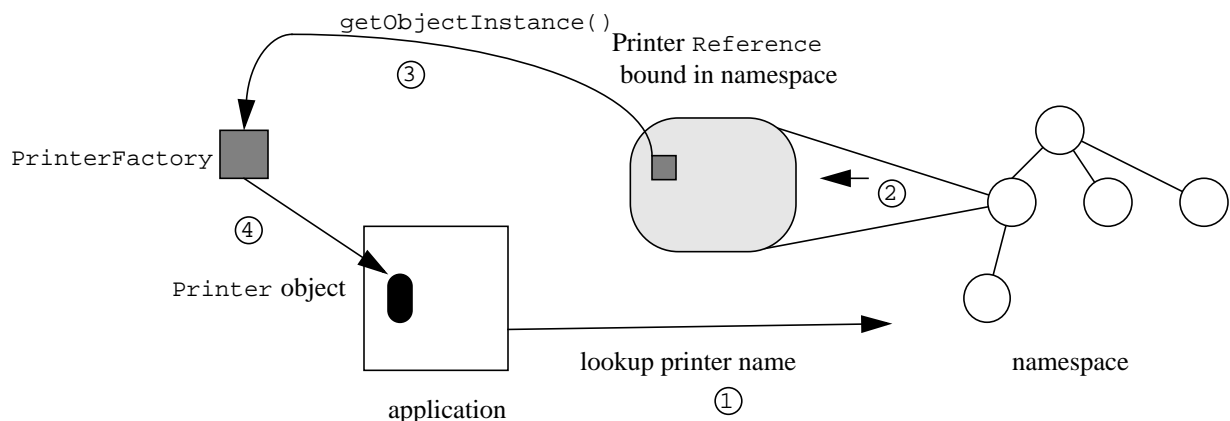 getObjectInstance()
Printer Reference
bound in namespace
③
PrinterFactory
②
④
Printer object
lookup printer name
namespace
①
application